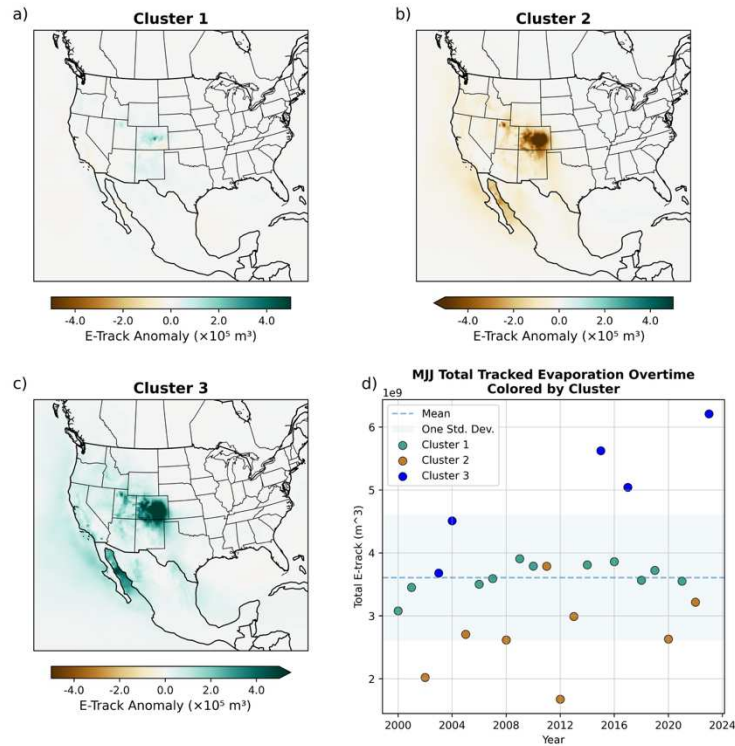 a)
Cluster 1
-4.0 -2.0 0.0 2.0 4.0
E-Track Anomaly (×10⁵ m³)
b)
Cluster 2
-4.0 -2.0 0.0 2.0 4.0
E-Track Anomaly (×10⁵ m³)
c)
Cluster 3
-4.0 -2.0 0.0 2.0 4.0
E-Track Anomaly (×10⁵ m³)
d)
MJJ Total Tracked Evaporation Overtime
Colored by Cluster
1e9
Mean
One Std. Dev.
Cluster 1
Cluster 2
Cluster 3
6
5
4
3
2
Total E-track (m^3)
2000 2004 2008 2012 2016 2020 2024
Year